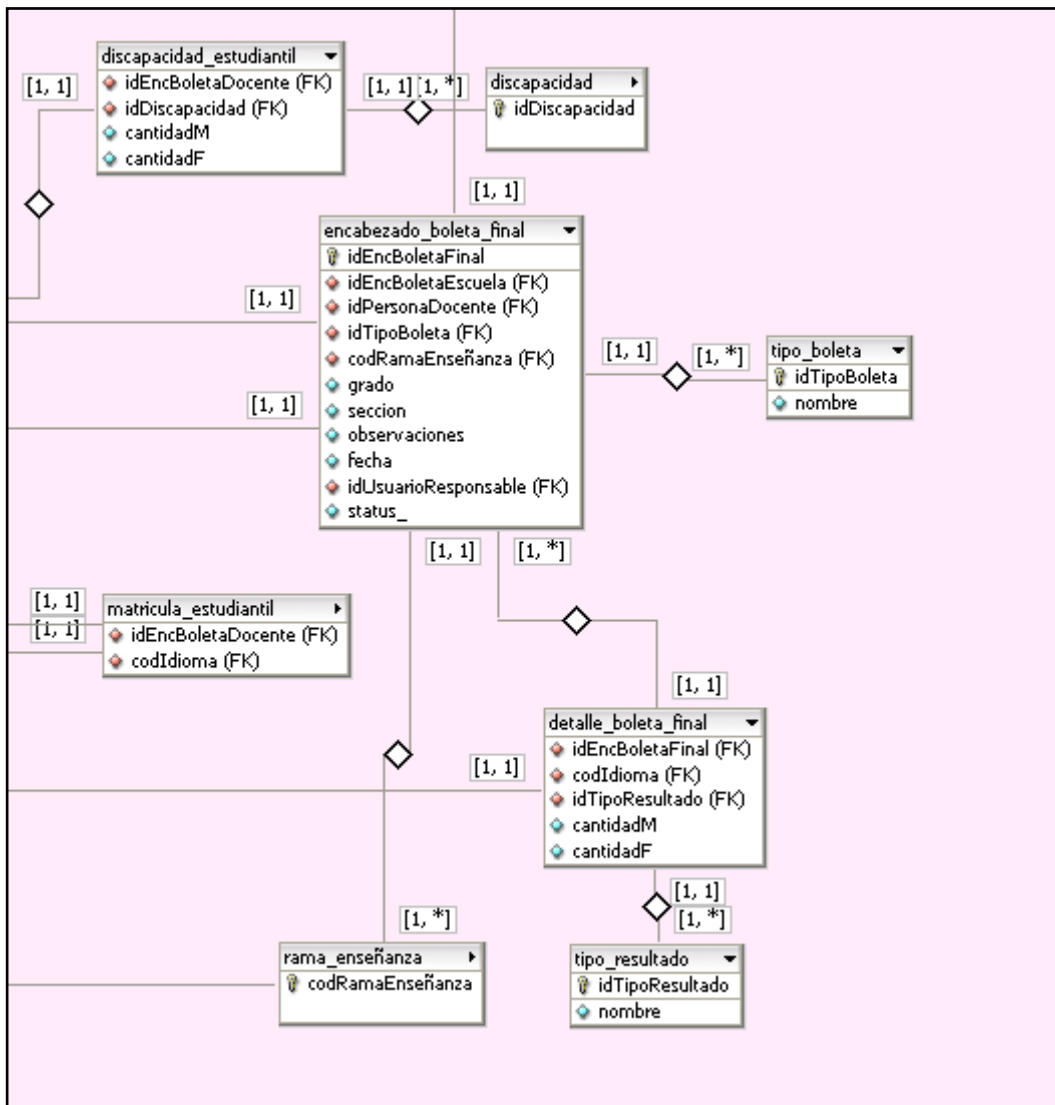 discapacidad_estudiantil
idEncBoletaDocente (FK)
idDiscapacidad (FK)
cantidadM
cantidadF
[1, 1]
[1, 1]
[1, *]
discapacidad
idDiscapacidad
[1, 1]
encabezado_boleta_final
idEncBoletaFinal
idEncBoletaEscuela (FK)
idPersonaDocente (FK)
idTipoBoleta (FK)
codRamaEnseñanza (FK)
grado
seccion
observaciones
fecha
idUsuarioResponsable (FK)
status_
[1, 1]
[1, 1]
[1, 1]
[1, *]
tipo_boleta
idTipoBoleta
nombre
[1, 1]
[1, *]
[1, 1]
[1, 1]
matricula_estudiantil
idEncBoletaDocente (FK)
codIdioma (FK)
[1, 1]
detalle_boleta_final
idEncBoletaFinal (FK)
codIdioma (FK)
idTipoResultado (FK)
cantidadM
cantidadF
[1, 1]
[1, 1]
[1, *]
[1, *]
rama_enseñanza
codRamaEnseñanza
tipo_resultado
idTipoResultado
nombre